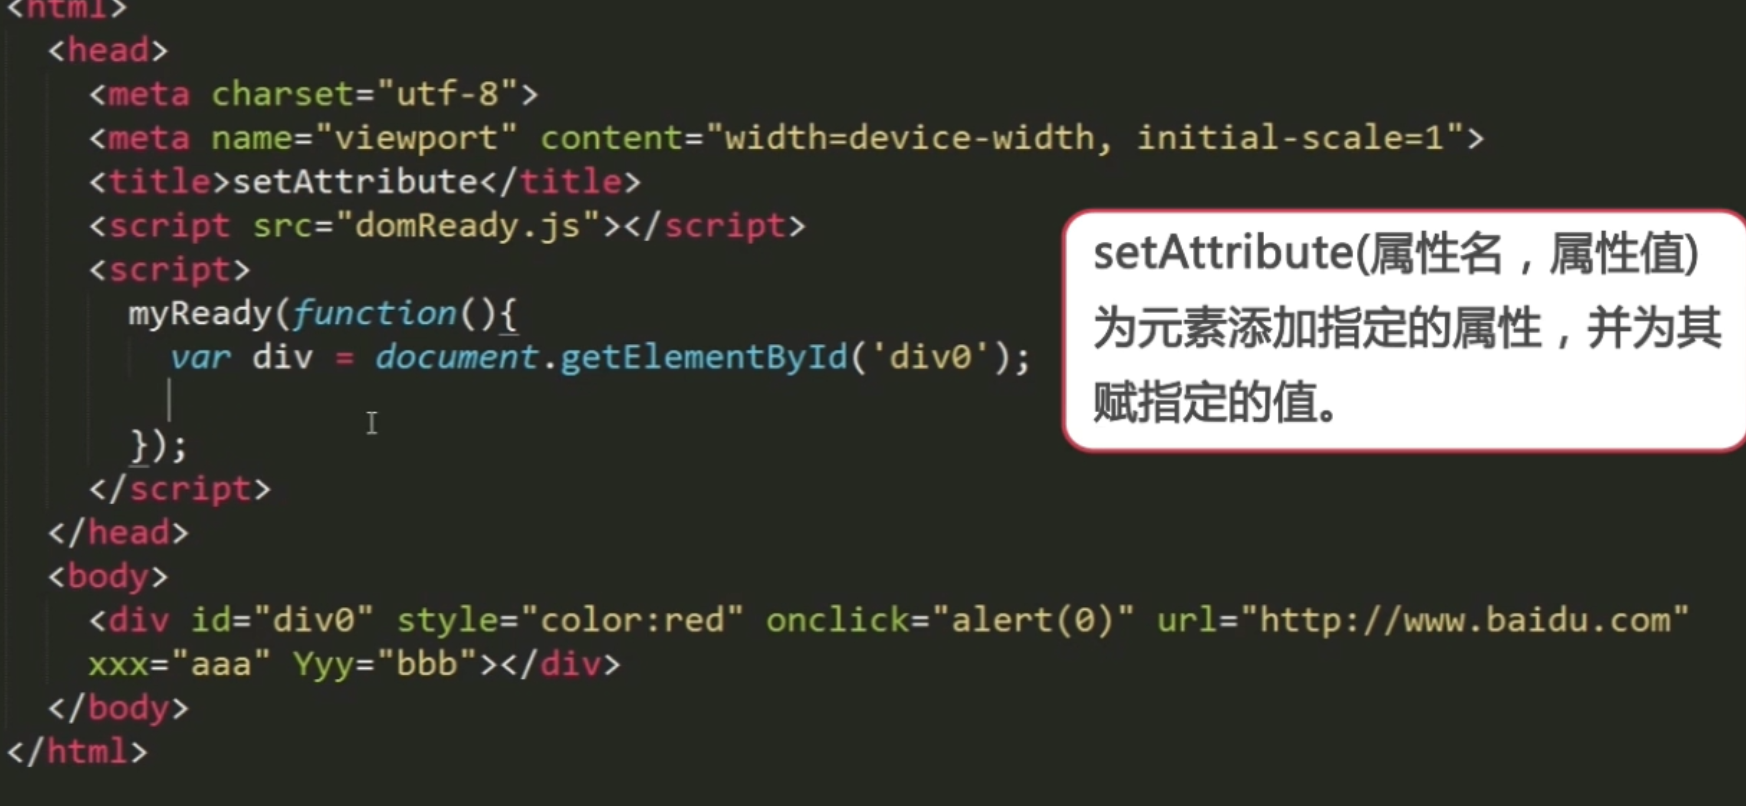 <html>
<head>
<meta charset="utf-8">
<meta name="viewport" content="width=device-width, initial-scale=1">
<title>setAttribute</title>
<script src="domReady.js"></script>
<script>
myReady(function(){
var div = document.getElementById('div0');
});
</script>
</head>
<body>
<div id="div0" style="color:red" onclick="alert(0)" url="http://www.baidu.com"
xxx="aaa" Yyy="bbb"></div>
</body>
</html>
setAttribute(属性名，属性值)
为元素添加指定的属性，并为其
赋指定的值。